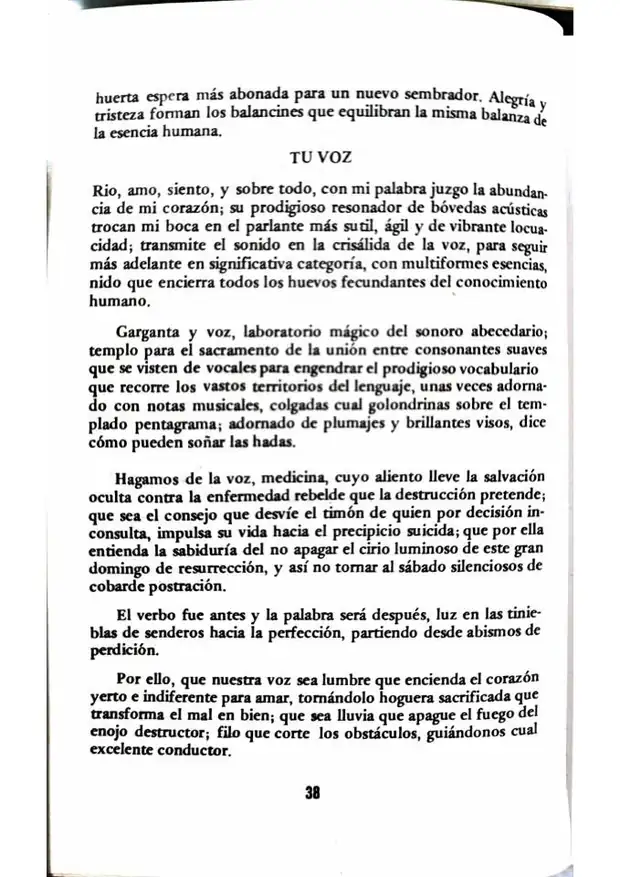 huerta espera más abonada para un nuevo sembrador. Alegría y
tristeza forman los balancines que equilibran la misma balanza de
la esencia humana.
TU VOZ
Rio, amo, siento, y sobre todo, con mi palabra juzgo la abundan-
cia de mi corazón; su prodigioso resonador de bóvedas acústicas
trocan mi boca en el parlante más sutil, ágil y de vibrante locua-
cidad; transmite el sonido en la crisálida de la voz, para seguir
más adelante en significativa categoría, con multiformes esencias,
nido que encierra todos los huevos fecundantes del conocimiento
humano.
Garganta y voz, laboratorio mágico del sonoro abecedario;
templo para el sacramento de la unión entre consonantes suaves
que se visten de vocales para engendrar el prodigioso vocabulario
que recorre los vastos territorios del lenguaje, unas veces adorna-
do con notas musicales, colgadas cual golondrinas sobre el tem-
plado pentagrama; adornado de plumajes y brillantes visos, dice
cómo pueden soñar las hadas.
Hagamos de la voz, medicina, cuyo aliento lleve la salvación
oculta contra la enfermedad rebelde que la destrucción pretende;
que sea el consejo que desvíe el timón de quien por decisión in-
consulta, impulsa su vida hacia el precipicio suicida; que por ella
entienda la sabiduría del no apagar el cirio luminoso de este gran
domingo de resurrección, y así no tornar al sábado silenciosos de
cobarde postración.
El verbo fue antes y la palabra será después, luz en las tinie-
blas de senderos hacia la perfección, partiendo desde abismos de
perdición.
Por ello, que nuestra voz sea lumbre que encienda el corazón
yerto e indiferente para amar, tornándolo hoguera sacrificada que
transforma el mal en bien; que sea lluvia que apague el fuego del
enojo destructor; filo que corte los obstáculos, guiándonos cual
excelente conductor.
38